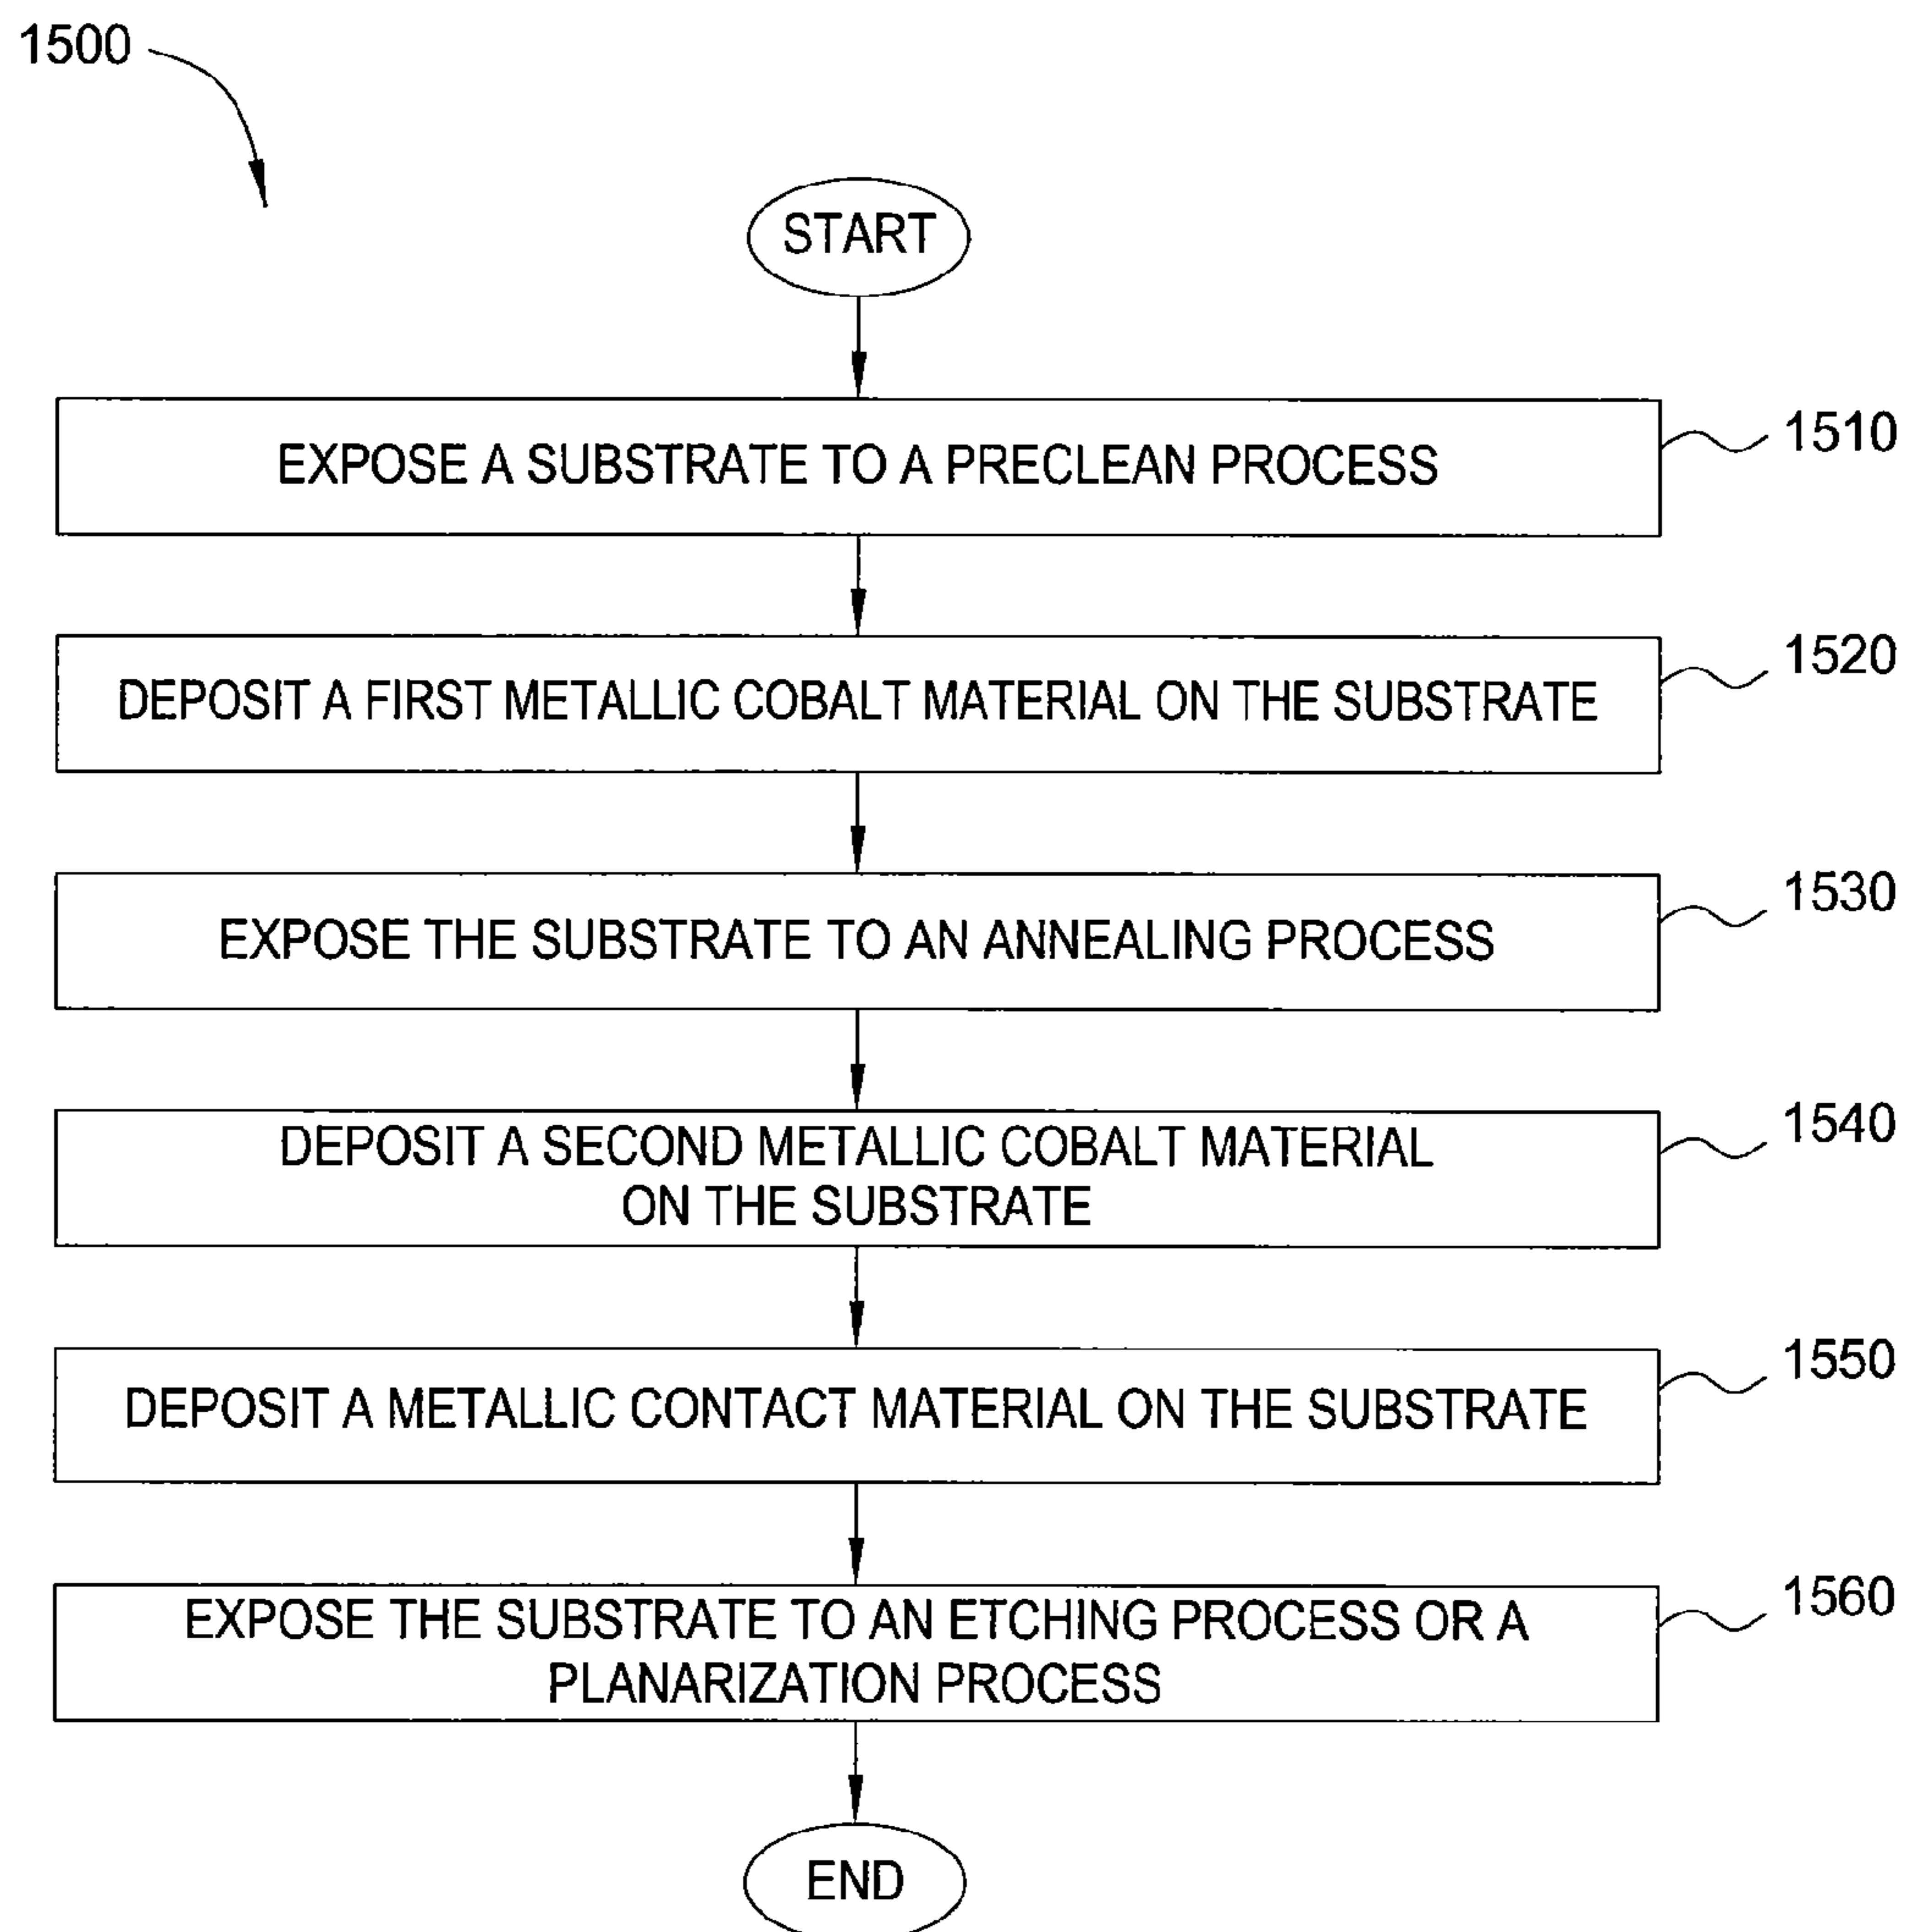 1500
START
EXPOSE A SUBSTRATE TO A PRECLEAN PROCESS
1510
DEPOSIT A FIRST METALLIC COBALT MATERIAL ON THE SUBSTRATE
1520
EXPOSE THE SUBSTRATE TO AN ANNEALING PROCESS
1530
DEPOSIT A SECOND METALLIC COBALT MATERIAL
ON THE SUBSTRATE
1540
DEPOSIT A METALLIC CONTACT MATERIAL ON THE SUBSTRATE
1550
EXPOSE THE SUBSTRATE TO AN ETCHING PROCESS OR A
PLANARIZATION PROCESS
1560
END